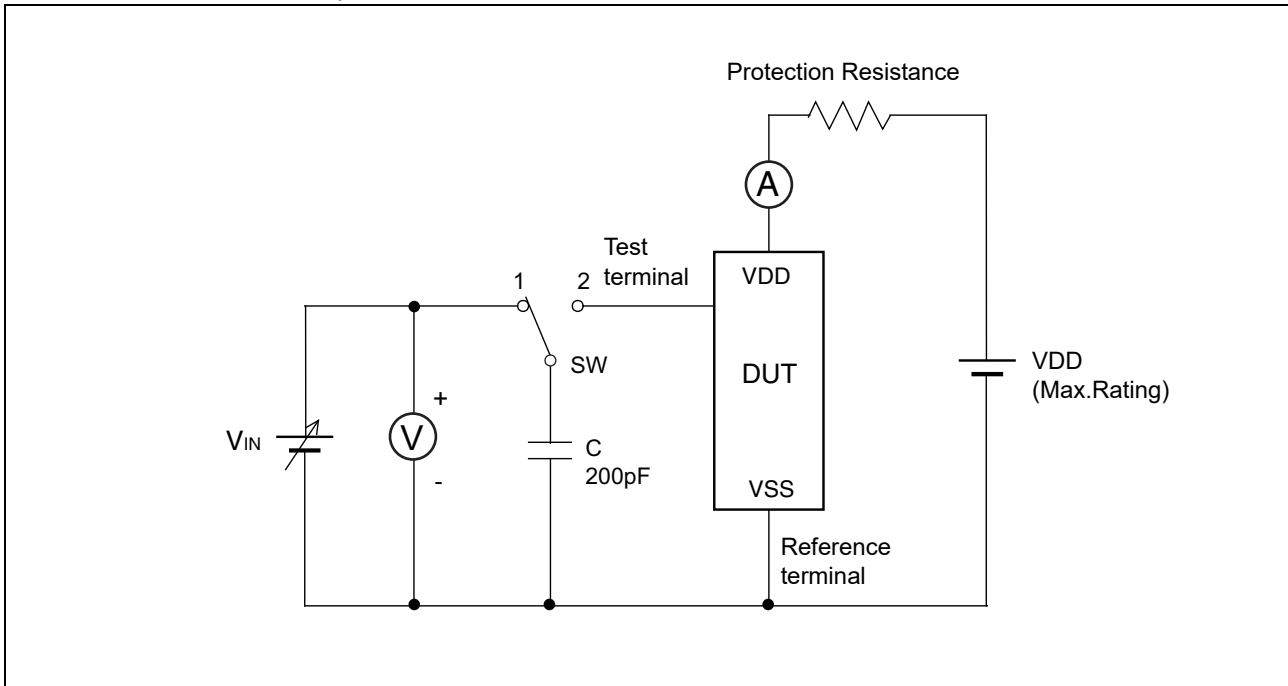 Protection Resistance
A
Test
terminal
1
2
VDD
SW
DUT
VDD
(Max.Rating)
+
VIN
V
C
200pF
-
VSS
Reference
terminal